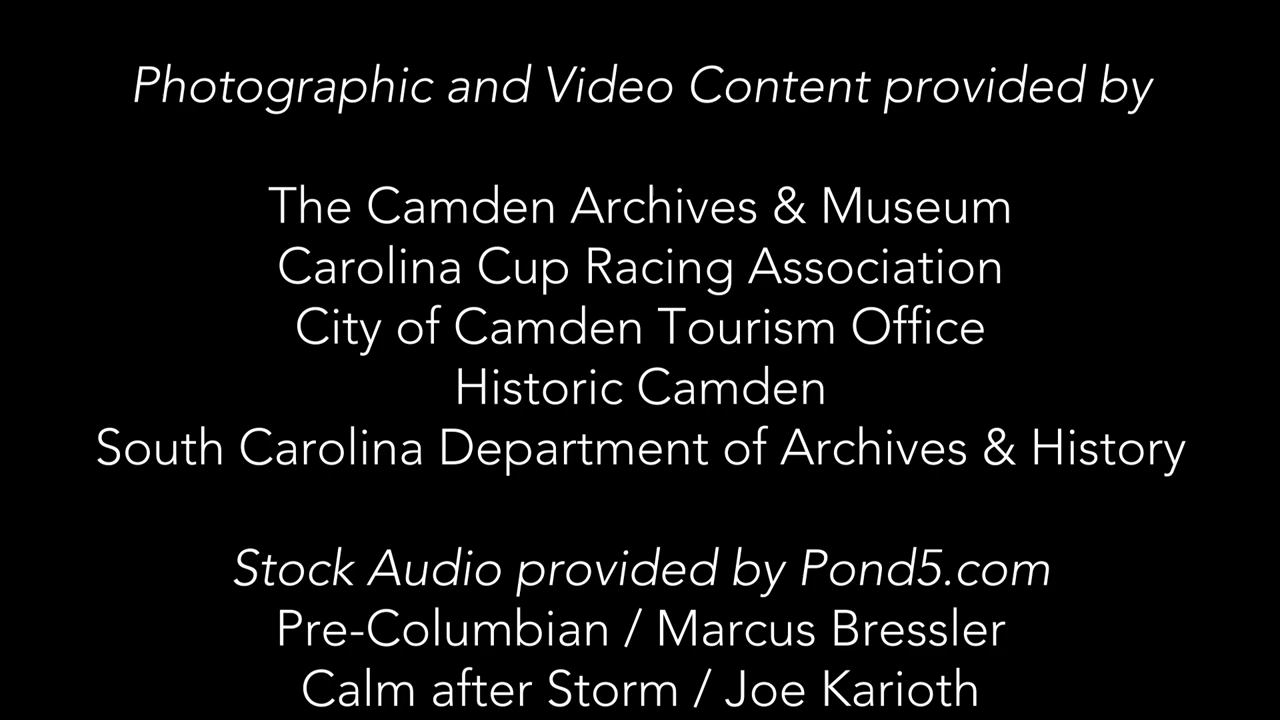 Photographic and Video Content provided by
The Camden Archives & Museum
Carolina Cup Racing Association
City of Camden Tourism Office
Historic Camden
South Carolina Department of Archives & History
Stock Audio provided by Pond5.com
Pre-Columbian / Marcus Bressler
Calm after Storm / Joe Karioth